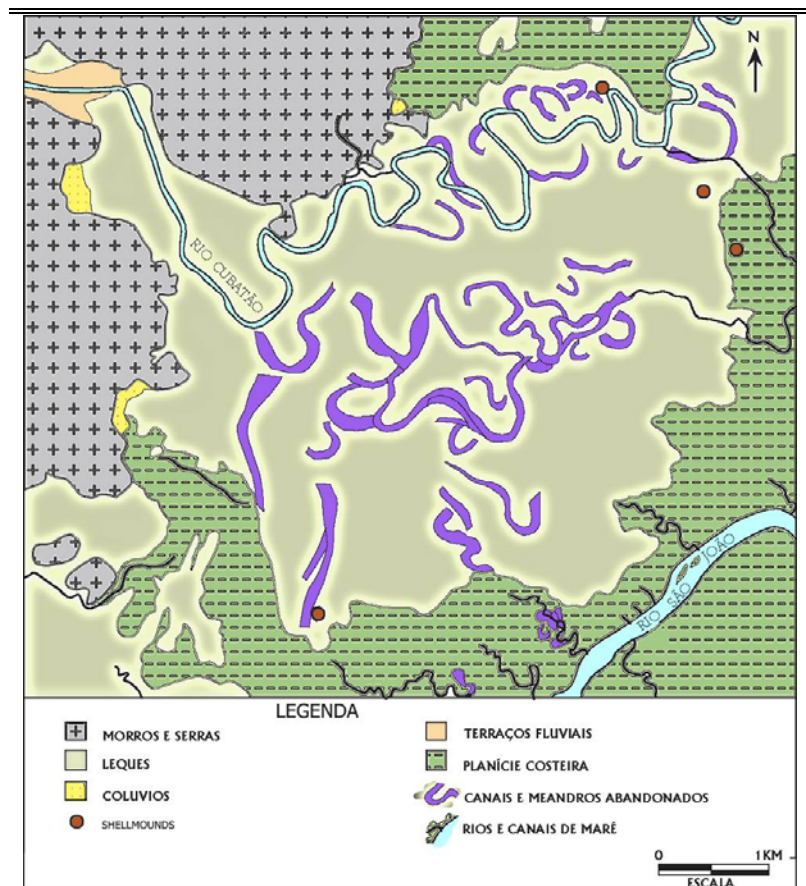 N
RIO CUBATÃO
RIO SÃO JOÃO
LEGENDA
MORROS E SERRAS
LEQUES
COLUVIOS
SHELLMOUNDS
TERRAÇOS FLUVIAIS
PLANÍCIE COSTEIRA
CANAIS E MEANDROS ABANDONADOS
RIOS E CANAIS DE MARÉ
0 1KM
ESCALA